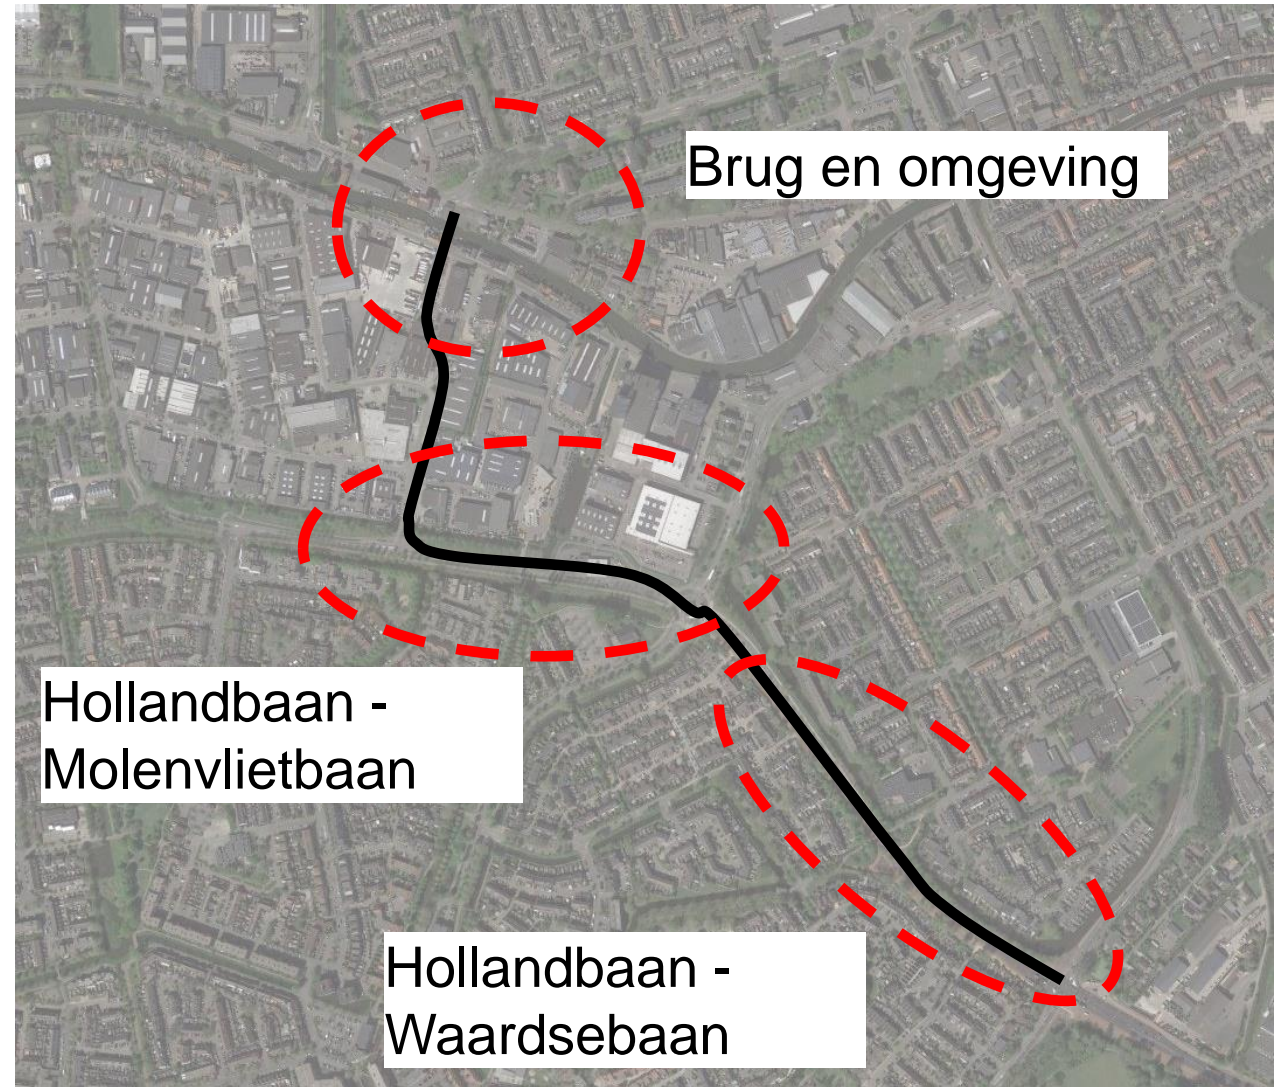 Brug en omgeving
Hollandbaan -
Molenvlietbaan
Hollandbaan -
Waardsebaan